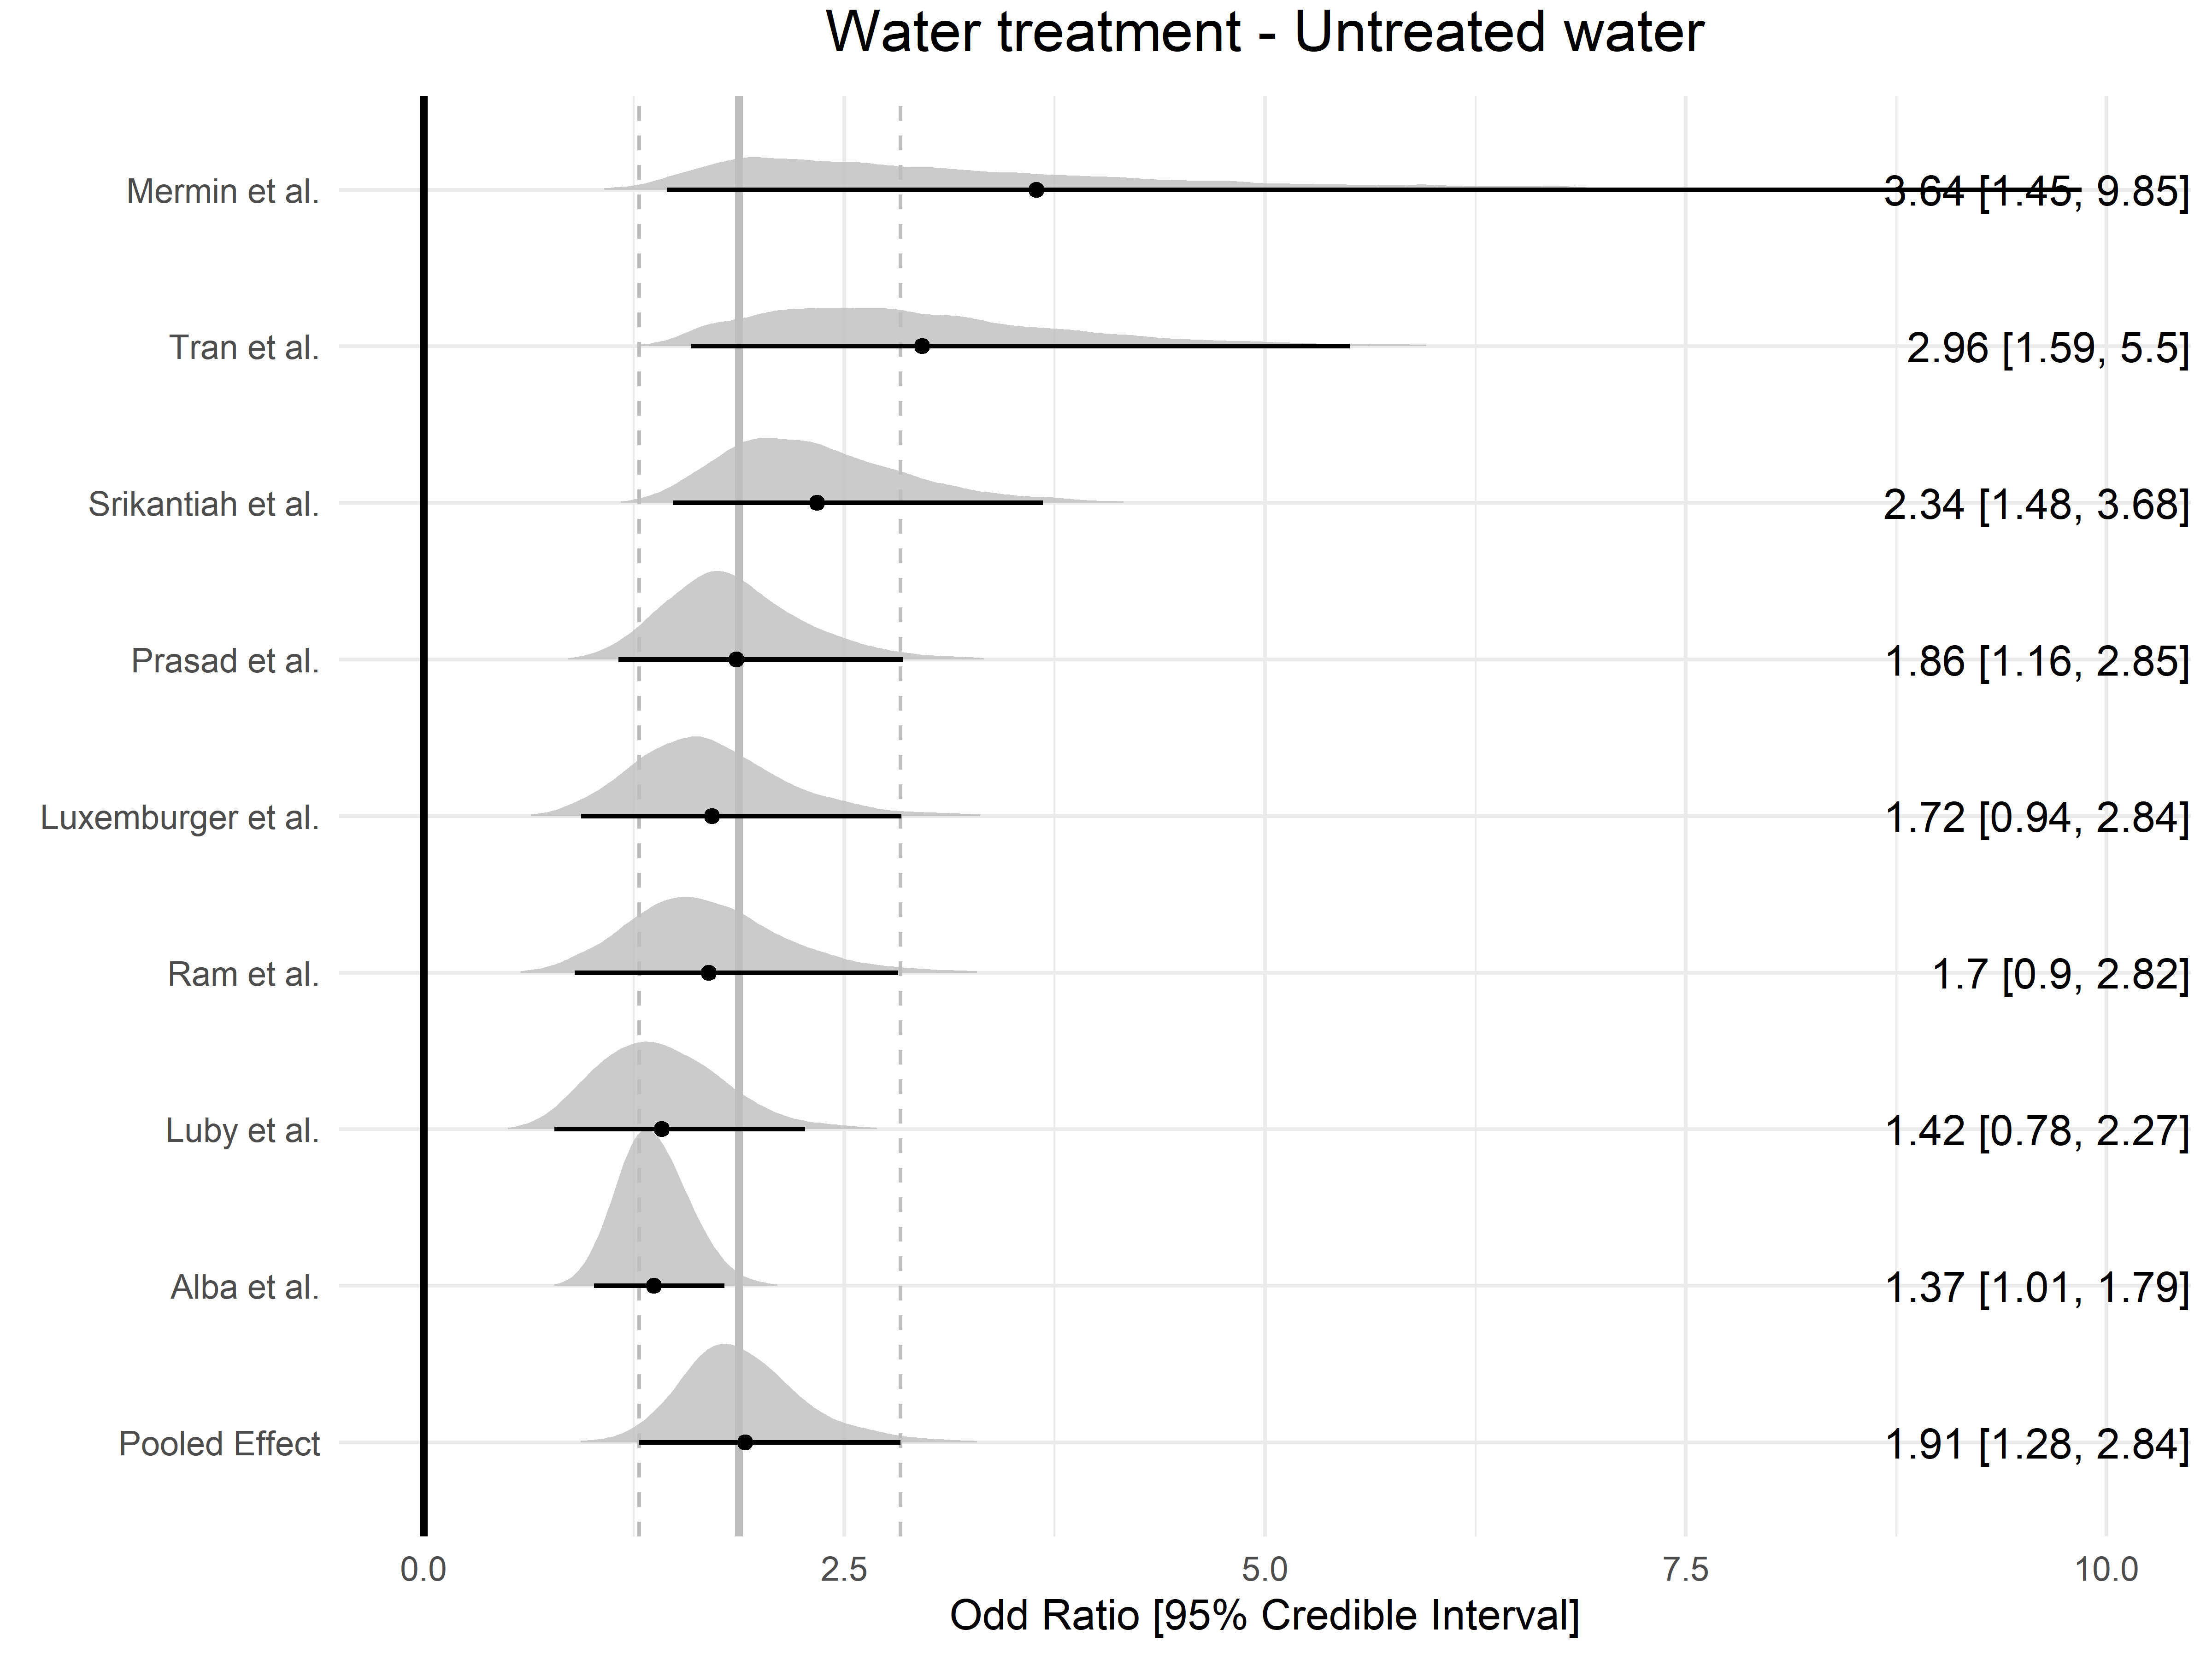 Water treatment - Untreated water
Mermin et al. 3.64 [1.45, 9.85]
Tran et al. 2.96 [1.59, 5.5]
Srikantiah et al. 2.34 [1.48, 3.68]
Prasad et al. 1.86 [1.16, 2.85]
Luxemburger et al. 1.72 [0.94, 2.84]
Ram et al. 1.7 [0.9, 2.82]
Luby et al. 1.42 [0.78, 2.27]
Alba et al. 1.37 [1.01, 1.79]
Pooled Effect 1.91 [1.28, 2.84]
0.0 2.5 5.0 7.5 10.0
Odd Ratio [95% Credible Interval]